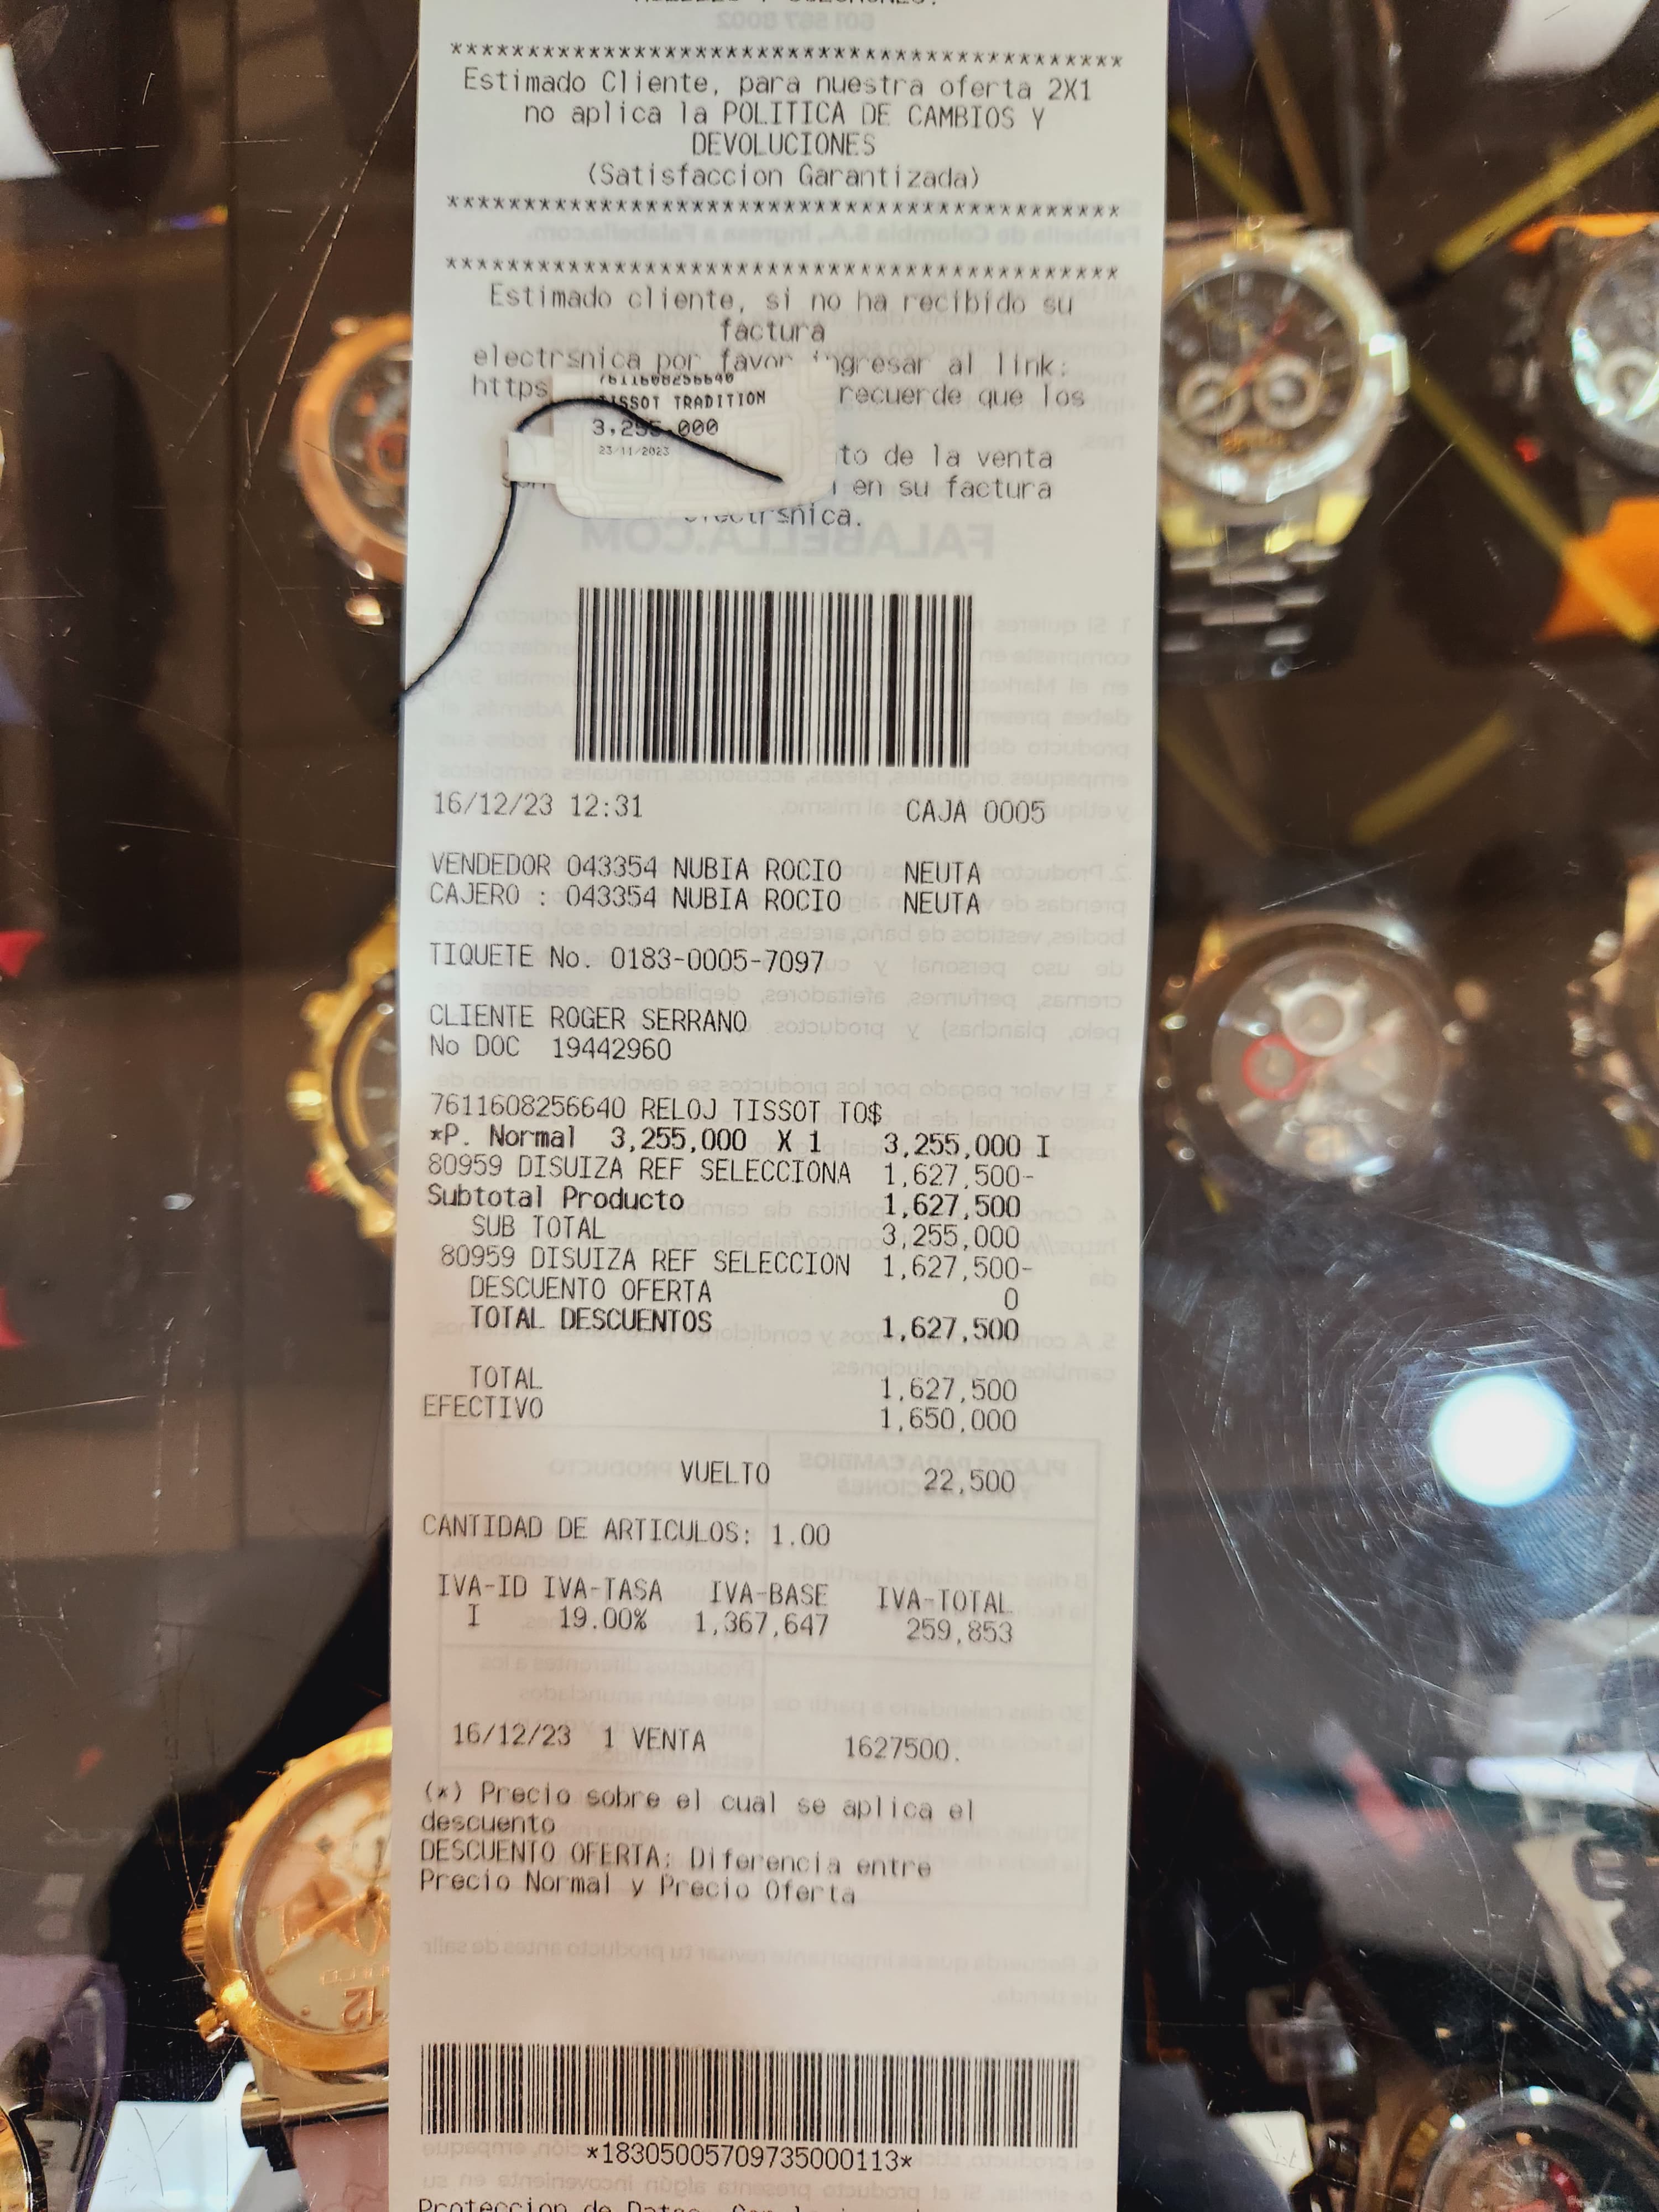 ************************************************
Estimado Cliente, para nuestra oferta 2X1
no aplica la POLITICA DE CAMBIOS Y
DEVOLUCIONES
(Satisfaccion Garantizada)
************************************************
************************************************
Estimado cliente, si no ha recibido su
factura
electrsnica por favor ingresar al link:
https
recuerde que los
de la venta
en su factura
7611608256640
TISSOT TRADITION
3.255.000
23/11/2023
16/12/23 12:31 CAJA 0005
VENDEDOR 043354 NUBIA ROCIO NEUTA
CAJERO : 043354 NUBIA ROCIO NEUTA
TIQUETE No. 0183-0005-7097
CLIENTE ROGER SERRANO
No DOC 19442960
7611608256640 RELOJ TISSOT TO$
*P. Normal 3,255,000 X 1 3,255,000 I
80959 DISUIZA REF SELECCIONA 1,627,500-
Subtotal Producto 1,627,500
SUB TOTAL 3,255,000
80959 DISUIZA REF SELECCION 1,627,500-
DESCUENTO OFERTA 0
TOTAL DESCUENTOS 1,627,500
TOTAL 1,627,500
EFECTIVO 1,650,000
VUELTO 22,500
CANTIDAD DE ARTICULOS: 1.00
IVA-ID IVA-TASA IVA-BASE IVA-TOTAL
I 19.00% 1,367,647 259,853
16/12/23 1 VENTA 1627500.
(*) Precio sobre el cual se aplica el
descuento
DESCUENTO OFERTA: Diferencia entre
Precio Normal y Precio Oferta
*18305005709735000113*
Proteccion de Datos.